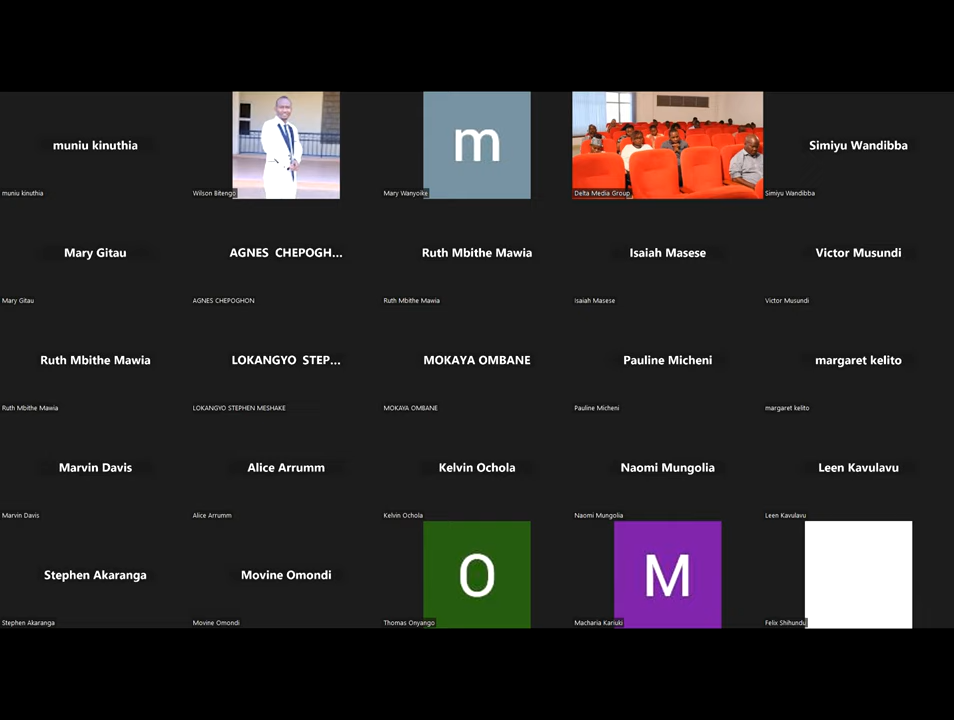 muniu kinuthia
m
Simiyu Wandibba
muniu kinuthia
Wilson Bitengo
Mary Wanyoike
Delta Media Group
Simiyu Wandibba
Mary Gitau
AGNES CHEPOGH...
Ruth Mbithe Mawia
Isaiah Masese
Victor Musundi
Mary Gitau
AGNES CHEPOGHON
Ruth Mbithe Mawia
Isaiah Masese
Victor Musundi
Ruth Mbithe Mawia
LOKANGYO STEP...
MOKAYA OMBANE
Pauline Micheni
margaret kelito
Ruth Mbithe Mawia
LOKANGYO STEPHEN MESHAKE
MOKAYA OMBANE
Pauline Micheni
margaret kelito
Marvin Davis
Alice Arrumm
Kelvin Ochola
Naomi Mungolia
Leen Kavulavu
Marvin Davis
Alice Arrumm
Kelvin Ochola
Naomi Mungolia
Leen Kavulavu
Stephen Akaranga
Movine Omondi
O
M
Stephen Akaranga
Movine Omondi
Thomas Onyango
Macharia Kariuki
Felix Shihundu